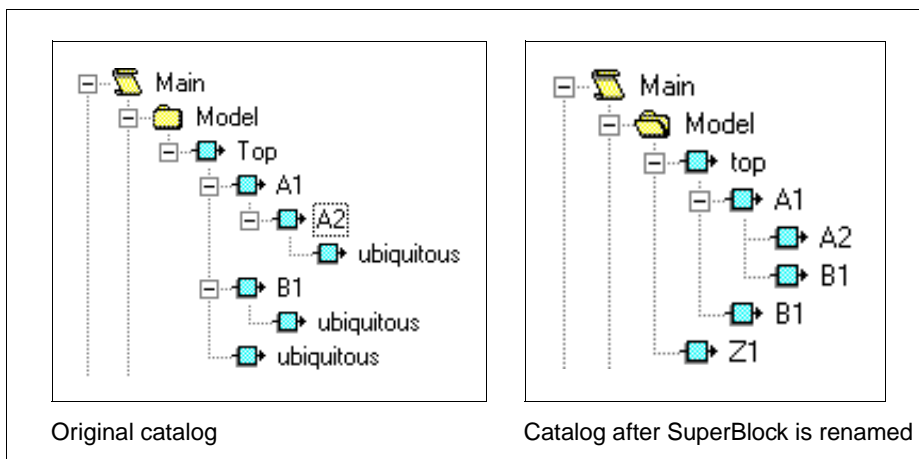 Main
Model
Top
A1
A2
ubiquitous
B1
ubiquitous
ubiquitous
Original catalog
Main
Model
top
A1
A2
B1
B1
Z1
Catalog after SuperBlock is renamed